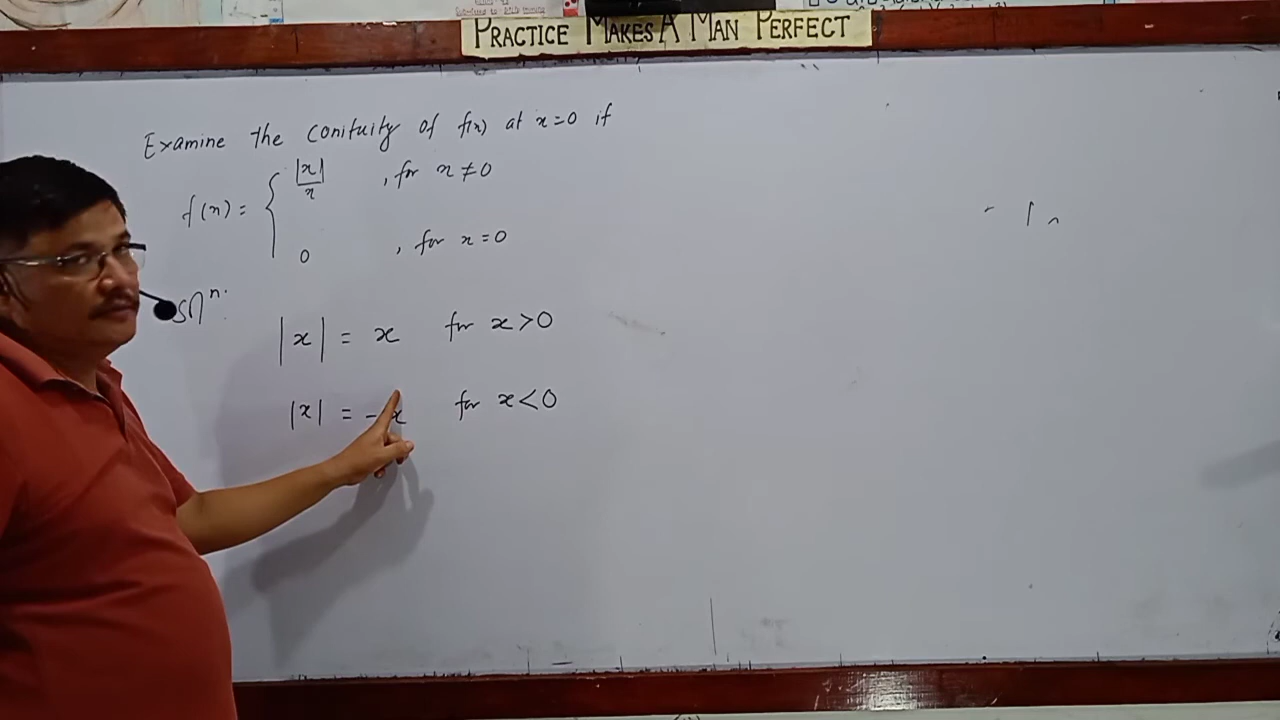 PRACTICE MAKES A MAN PERFECT
Examine the conituity of f(x) at x=0 if
f(x) = { |x|/x , for x≠0
0 , for x=0
Solⁿ:
|x| = x for x>0
|x| = -x for x<0